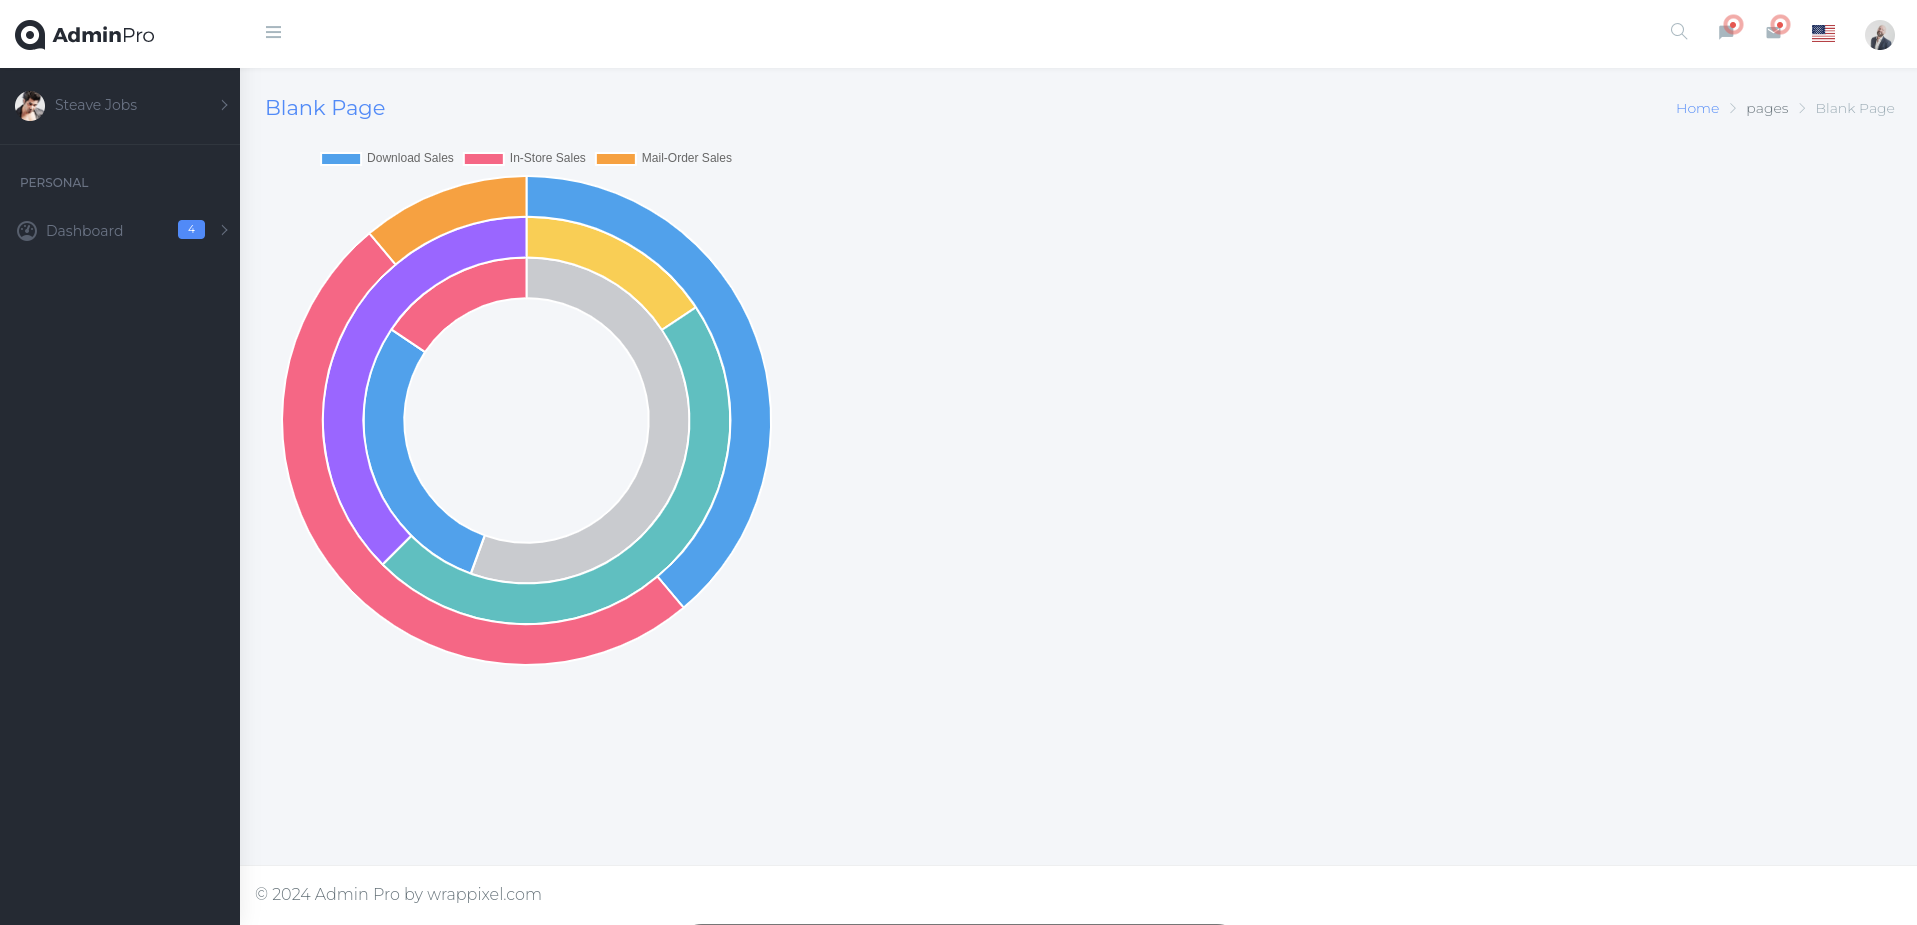 AdminPro
Steave Jobs
PERSONAL
Dashboard 4
Blank Page
Home pages Blank Page
Download Sales In-Store Sales Mail-Order Sales
© 2024 Admin Pro by wrappixel.com